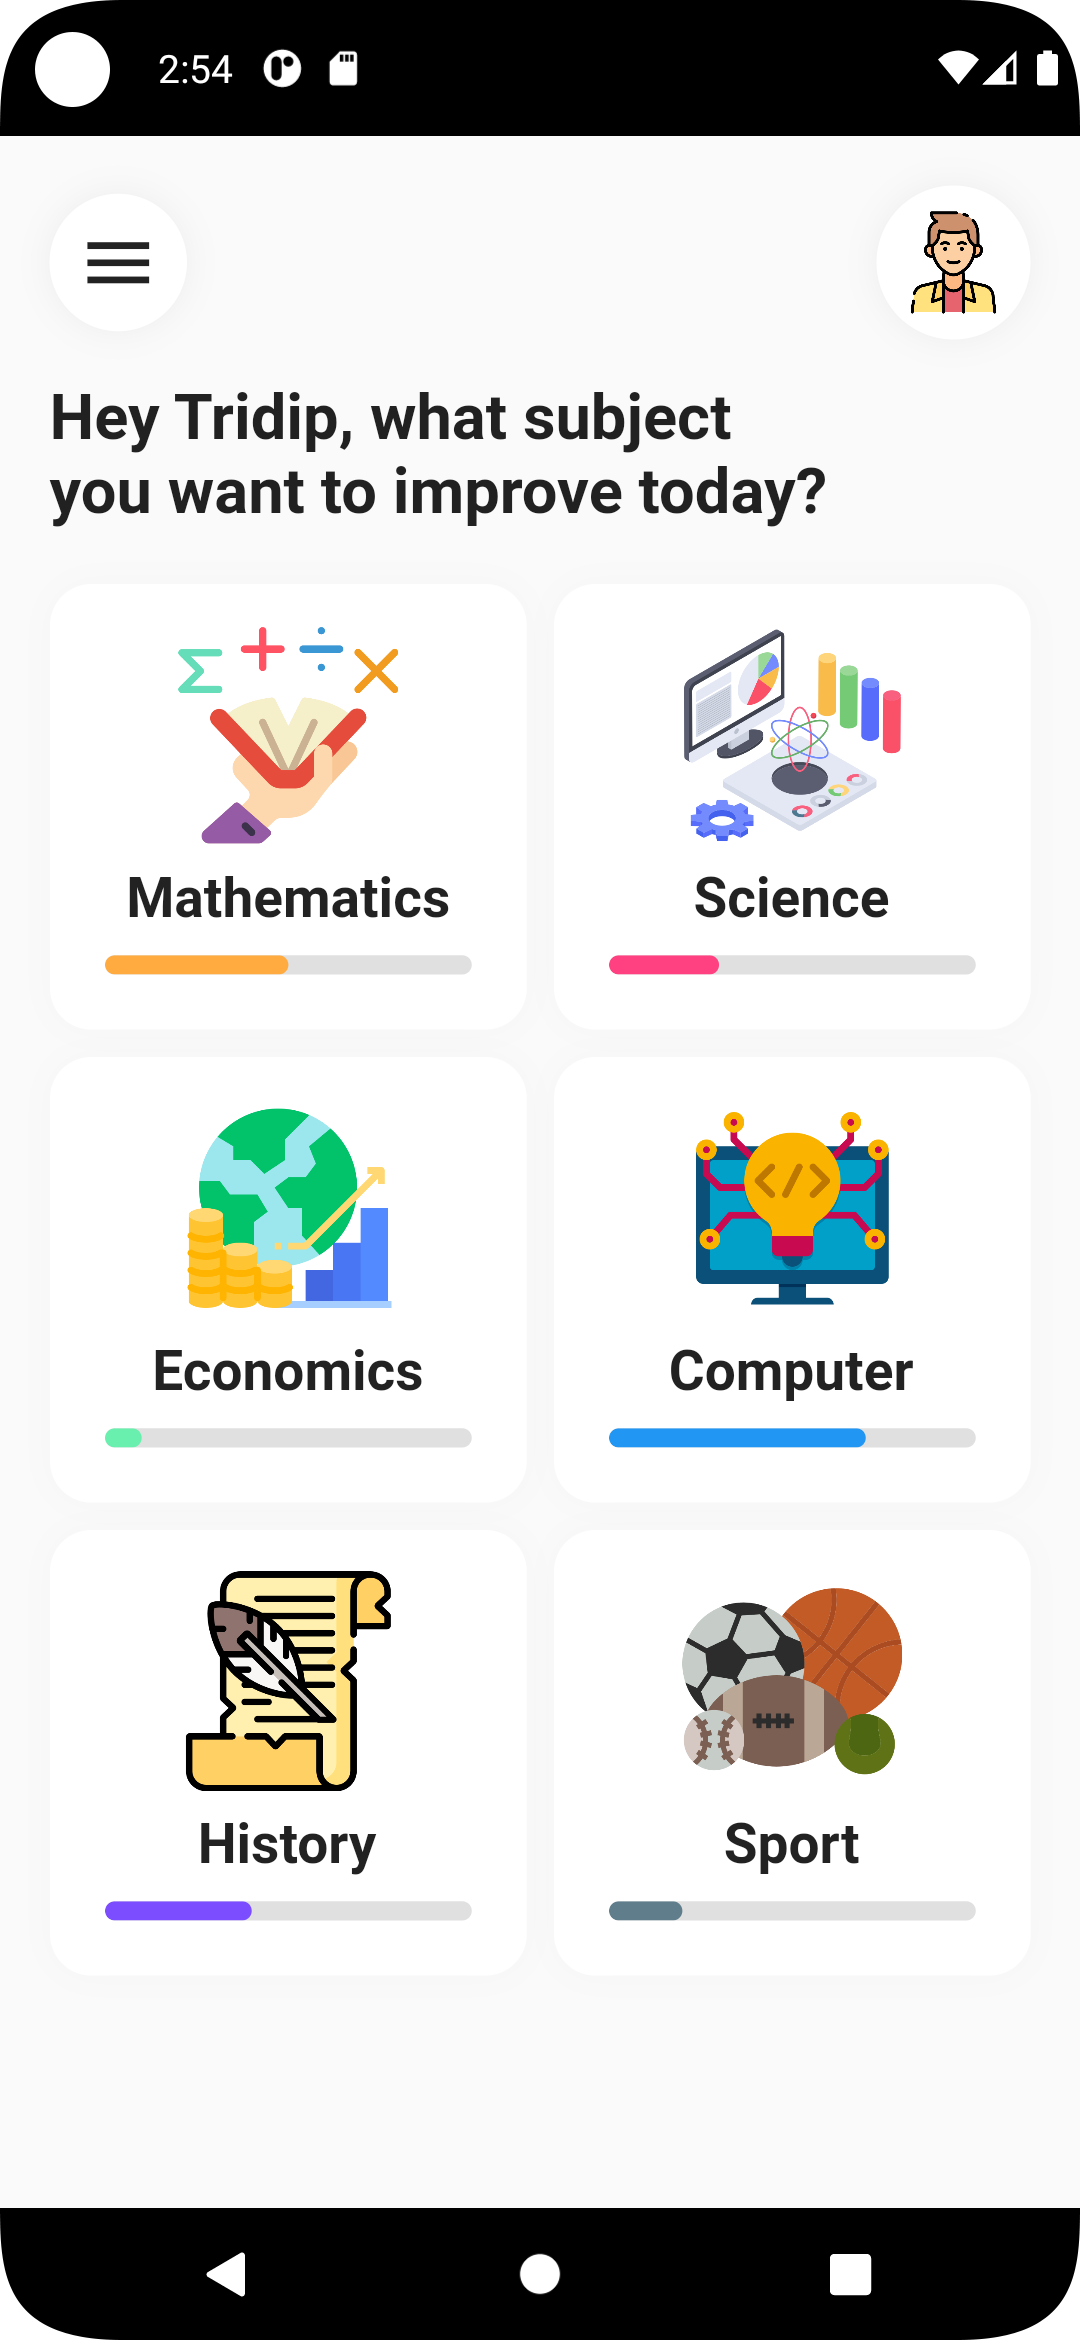 2:54
Hey Tridip, what subject
you want to improve today?
Mathematics
Science
Economics
Computer
History
Sport